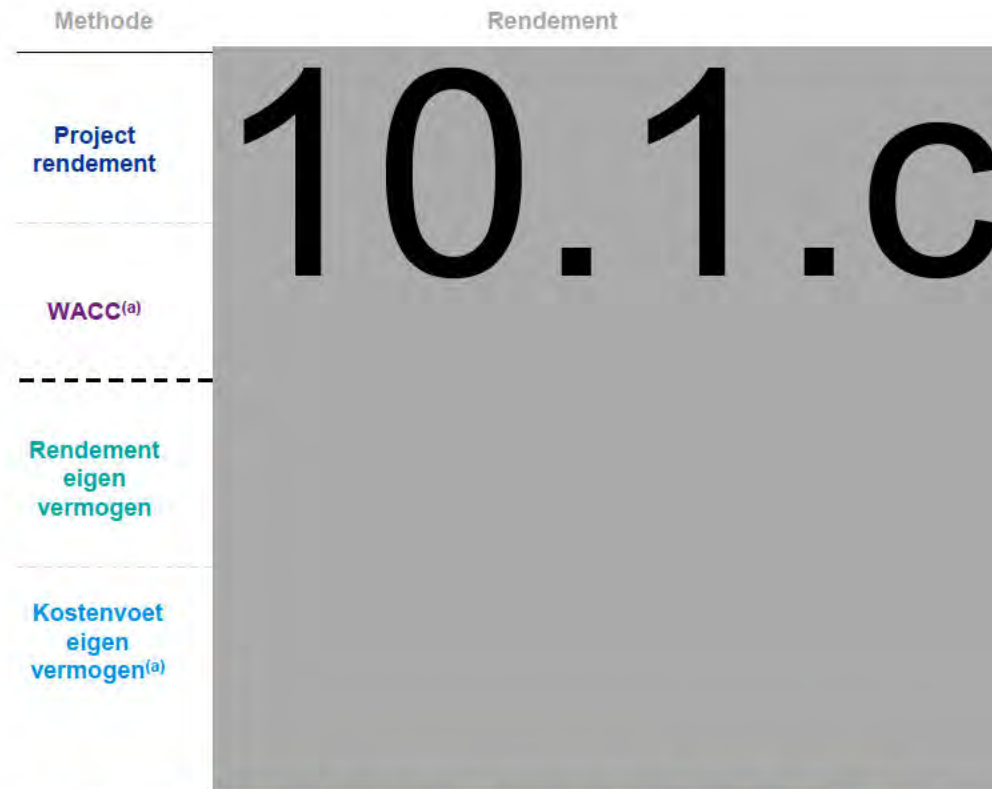 Methode Rendement
10.1.c
Project
rendement
WACC(a)
Rendement
eigen
vermogen
Kostenvoet
eigen
vermogen(a)